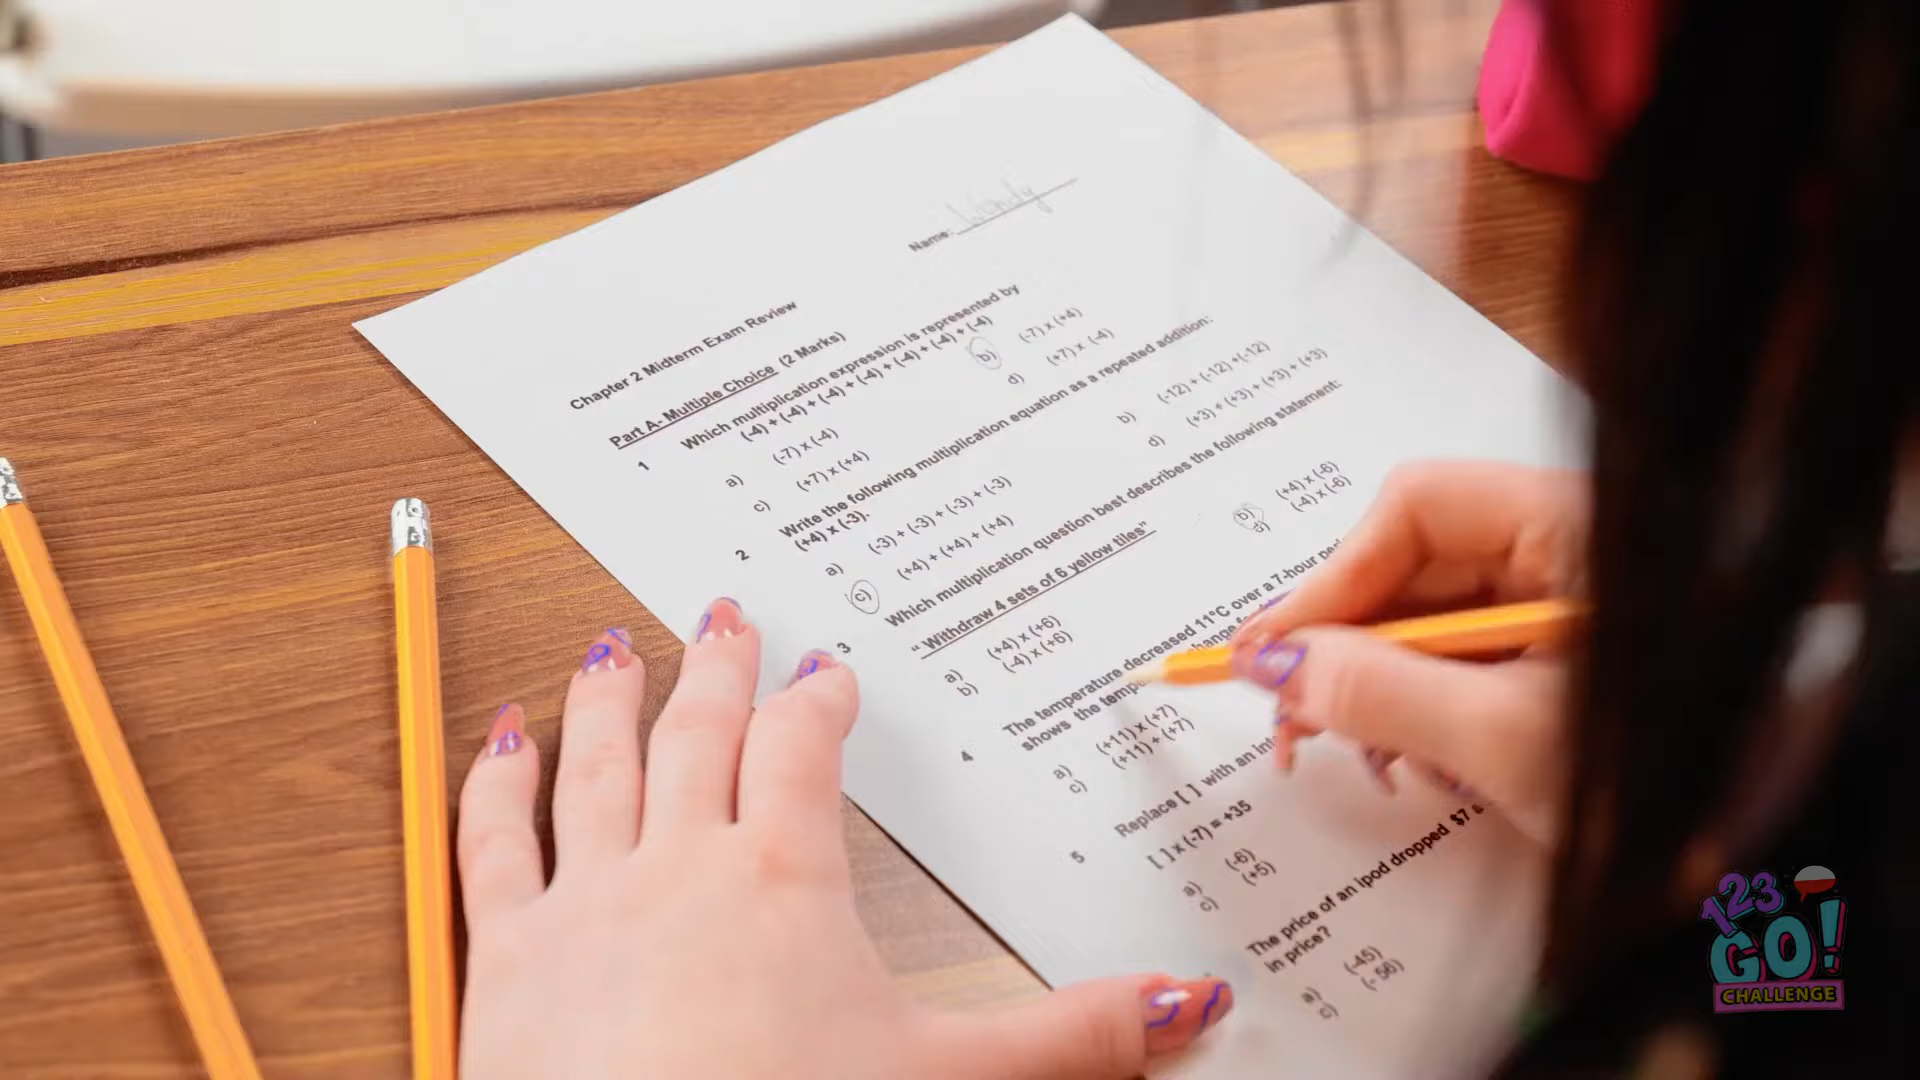 Name: Wendy
Chapter 2 Midterm Exam Review
Part A- Multiple Choice (2 Marks)
1 Which multiplication expression is represented by
(-4) + (-4) + (-4) + (-4) + (-4) + (-4) + (-4)
a) (-7) x (-4) b) (-7) x (+4)
c) (+7) x (+4) d) (+7) x (-4)
2 Write the following multiplication equation as a repeated addition:
(+4) x (-3).
a) (-3) + (-3) + (-3) + (-3) b) (-12) + (-12) +(-12)
c) (+4) + (+4) + (+4) d) (+3) + (+3) + (+3) + (+3)
3 Which multiplication question best describes the following statement:
“ Withdraw 4 sets of 6 yellow tiles”
a) (+4) x (+6) b) (+4) x (-6)
b) (-4) x (+6) d) (-4) x (-6)
4 The temperature decreased 11°C over a 7-hour
shows the
a) (+11) x (+7)
c) (+11) ÷ (+7)
5 Replace [ ] with an
[ ] x (-7) = +35
a) (-6)
c) (+5)
The price of an ipod dropped $7
in price?
a) (-45)
c) (- 56)
123
GO!
CHALLENGE